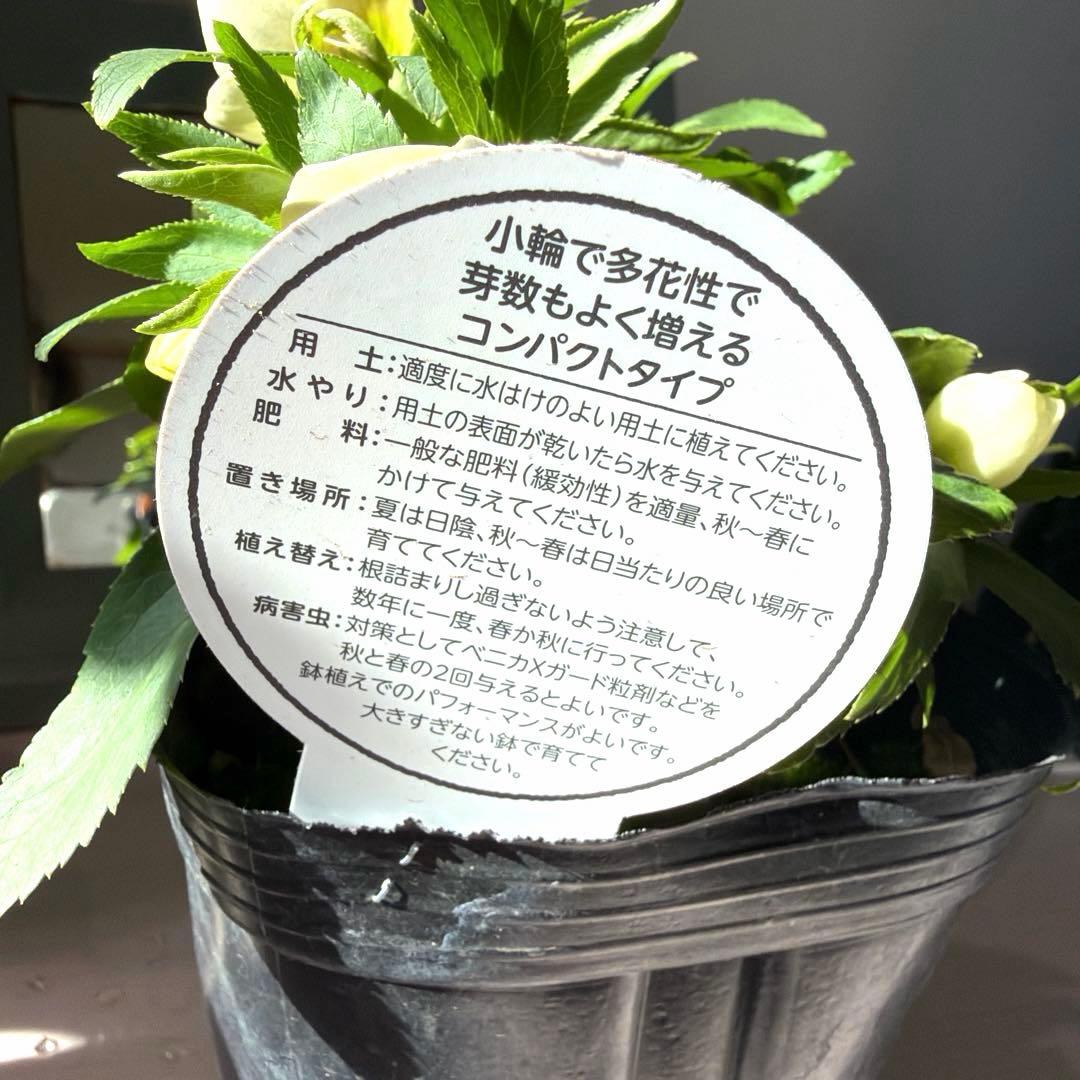 小輪で多花性で
芽数もよく増える
コンパクトタイプ
用　土：適度に水はけのよい用土に植えてください。
水やり：用土の表面が乾いたら水を与えてください。
肥　料：一般な肥料(緩効性)を適量、秋～春に
かけて与えてください。
置き場所：夏は日陰、秋～春は日当たりの良い場所で
育ててください。
植え替え：根詰まりし過ぎないよう注意して、
数年に一度、春か秋に行ってください。
病害虫：対策としてベニカXガード粒剤などを
秋と春の2回与えるとよいです。
鉢植えでのパフォーマンスがよいです。
大きすぎない鉢で育てて
ください。